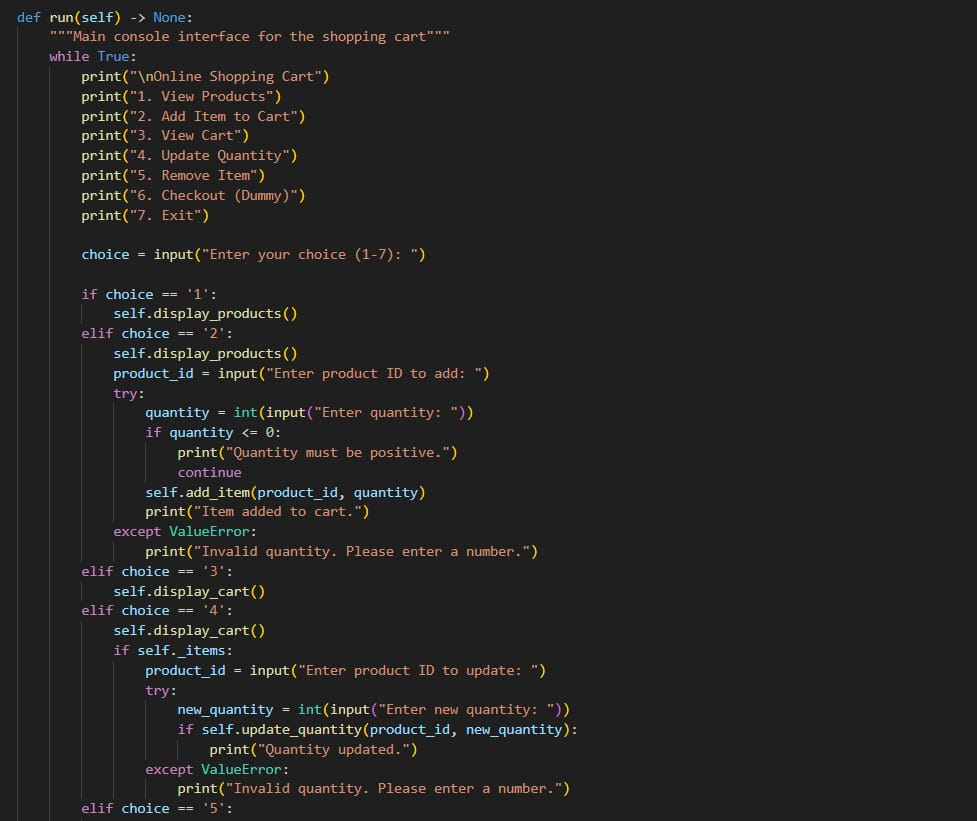 def run(self) -> None:
    """Main console interface for the shopping cart"""
    while True:
        print("\nOnline Shopping Cart")
        print("1. View Products")
        print("2. Add Item to Cart")
        print("3. View Cart")
        print("4. Update Quantity")
        print("5. Remove Item")
        print("6. Checkout (Dummy)")
        print("7. Exit")

        choice = input("Enter your choice (1-7): ")

        if choice == '1':
            self.display_products()
        elif choice == '2':
            self.display_products()
            product_id = input("Enter product ID to add: ")
            try:
                quantity = int(input("Enter quantity: "))
                if quantity <= 0:
                    print("Quantity must be positive.")
                    continue
                self.add_item(product_id, quantity)
                print("Item added to cart.")
            except ValueError:
                print("Invalid quantity. Please enter a number.")
        elif choice == '3':
            self.display_cart()
        elif choice == '4':
            self.display_cart()
            if self._items:
                product_id = input("Enter product ID to update: ")
                try:
                    new_quantity = int(input("Enter new quantity: "))
                    if self.update_quantity(product_id, new_quantity):
                        print("Quantity updated.")
                except ValueError:
                    print("Invalid quantity. Please enter a number.")
        elif choice == '5':